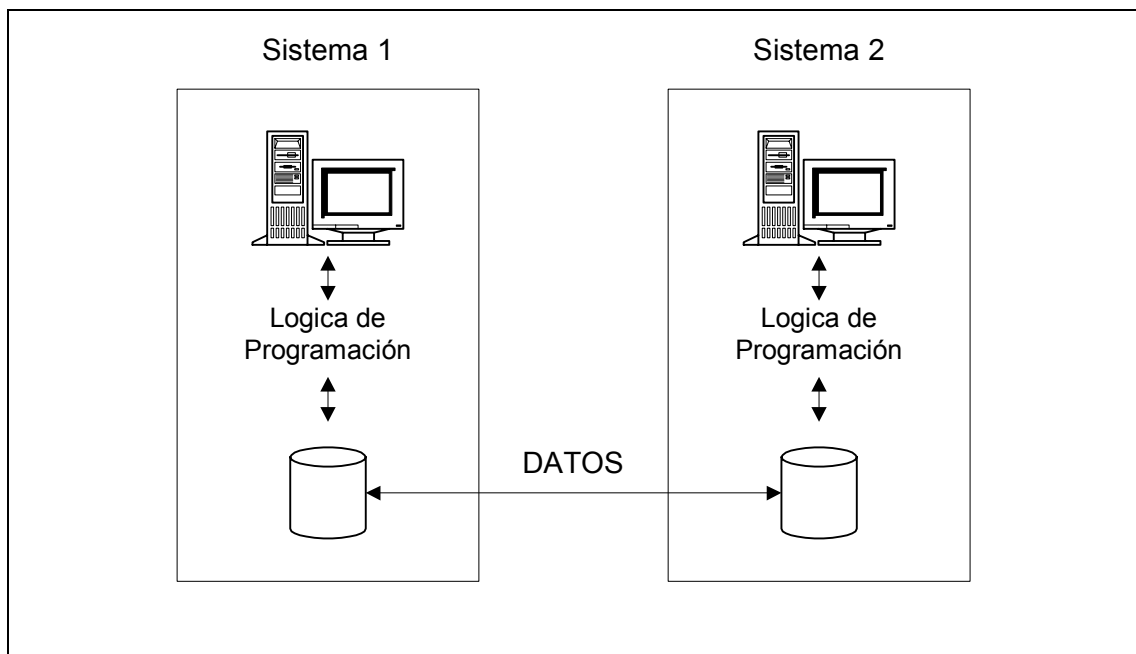 Sistema 1
Sistema 2
Logica de
Programación
Logica de
Programación
DATOS